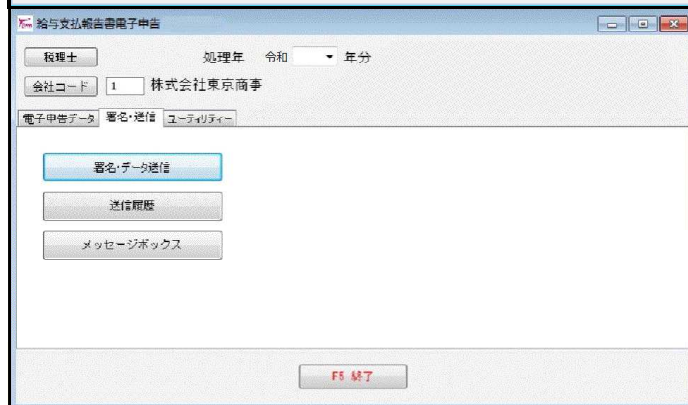 給与支払報告書電子申告
税理士 処理年 令和 年分
会社コード 1 株式会社東京商事
電子申告データ 署名・送信 ユーティリティー
署名・データ送信
送信履歴
メッセージボックス
F5 終了